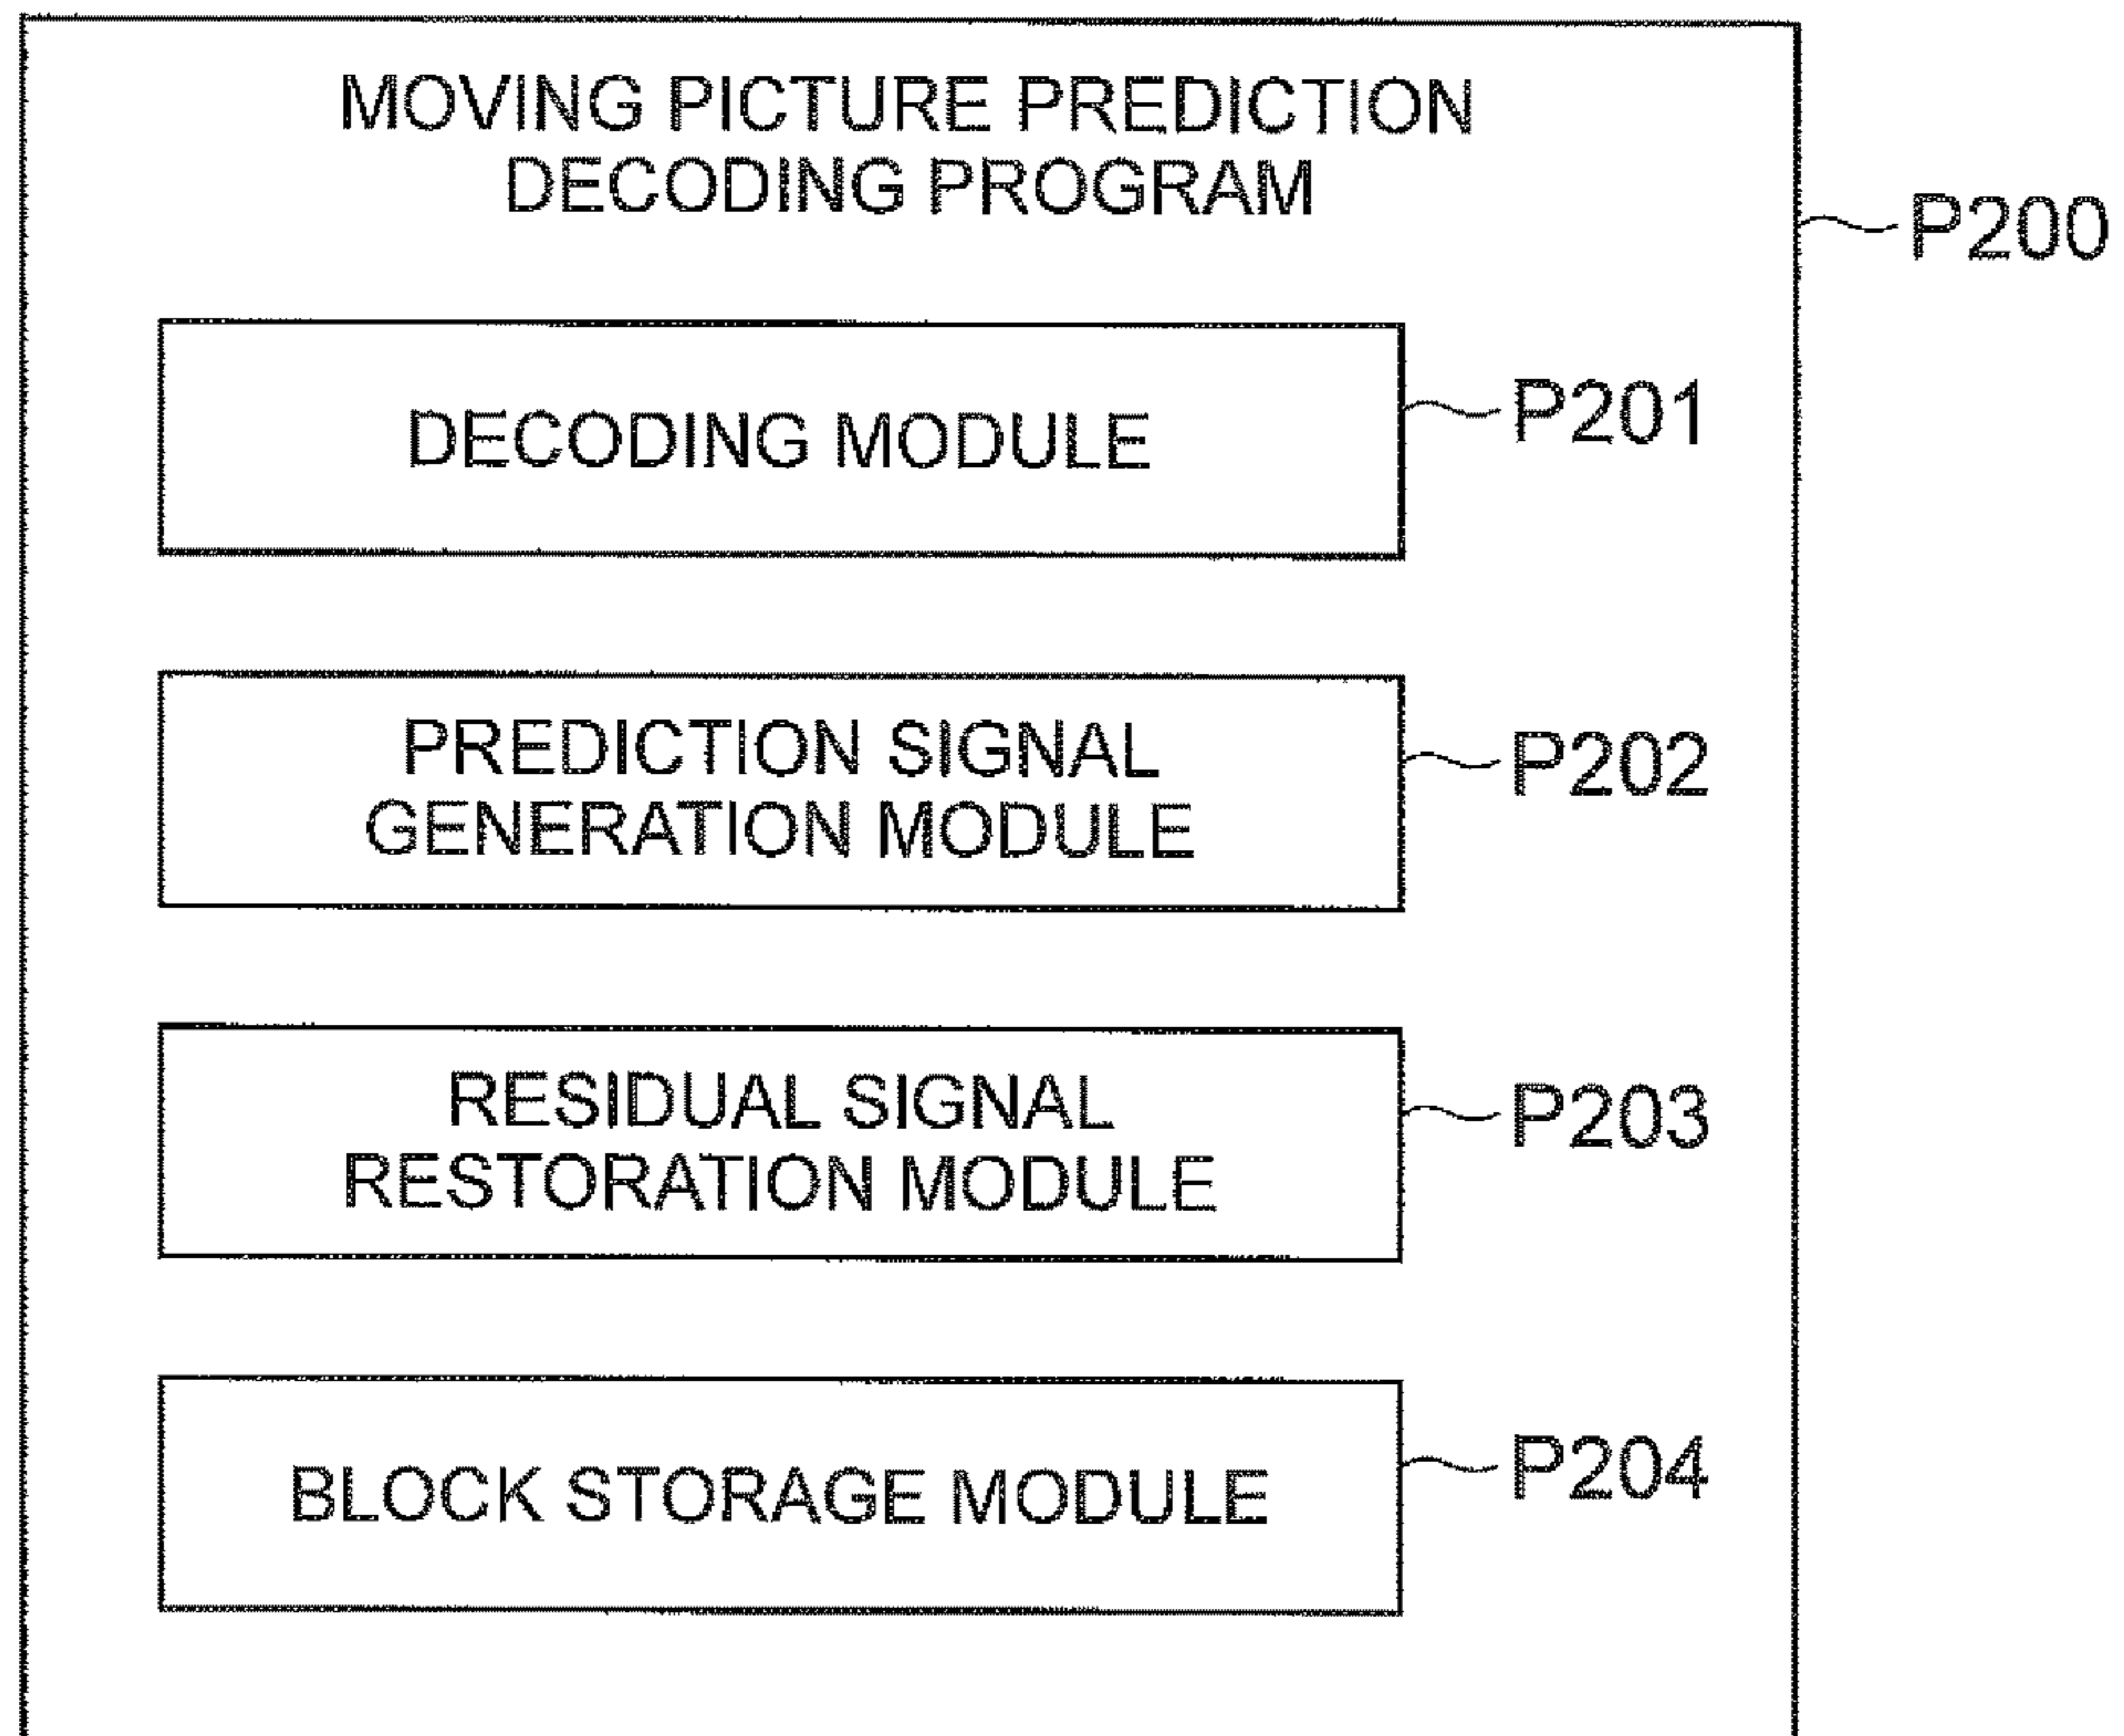 MOVING PICTURE PREDICTION
DECODING PROGRAM
P200
DECODING MODULE
P201
PREDICTION SIGNAL
GENERATION MODULE
P202
RESIDUAL SIGNAL
RESTORATION MODULE
P203
BLOCK STORAGE MODULE
P204